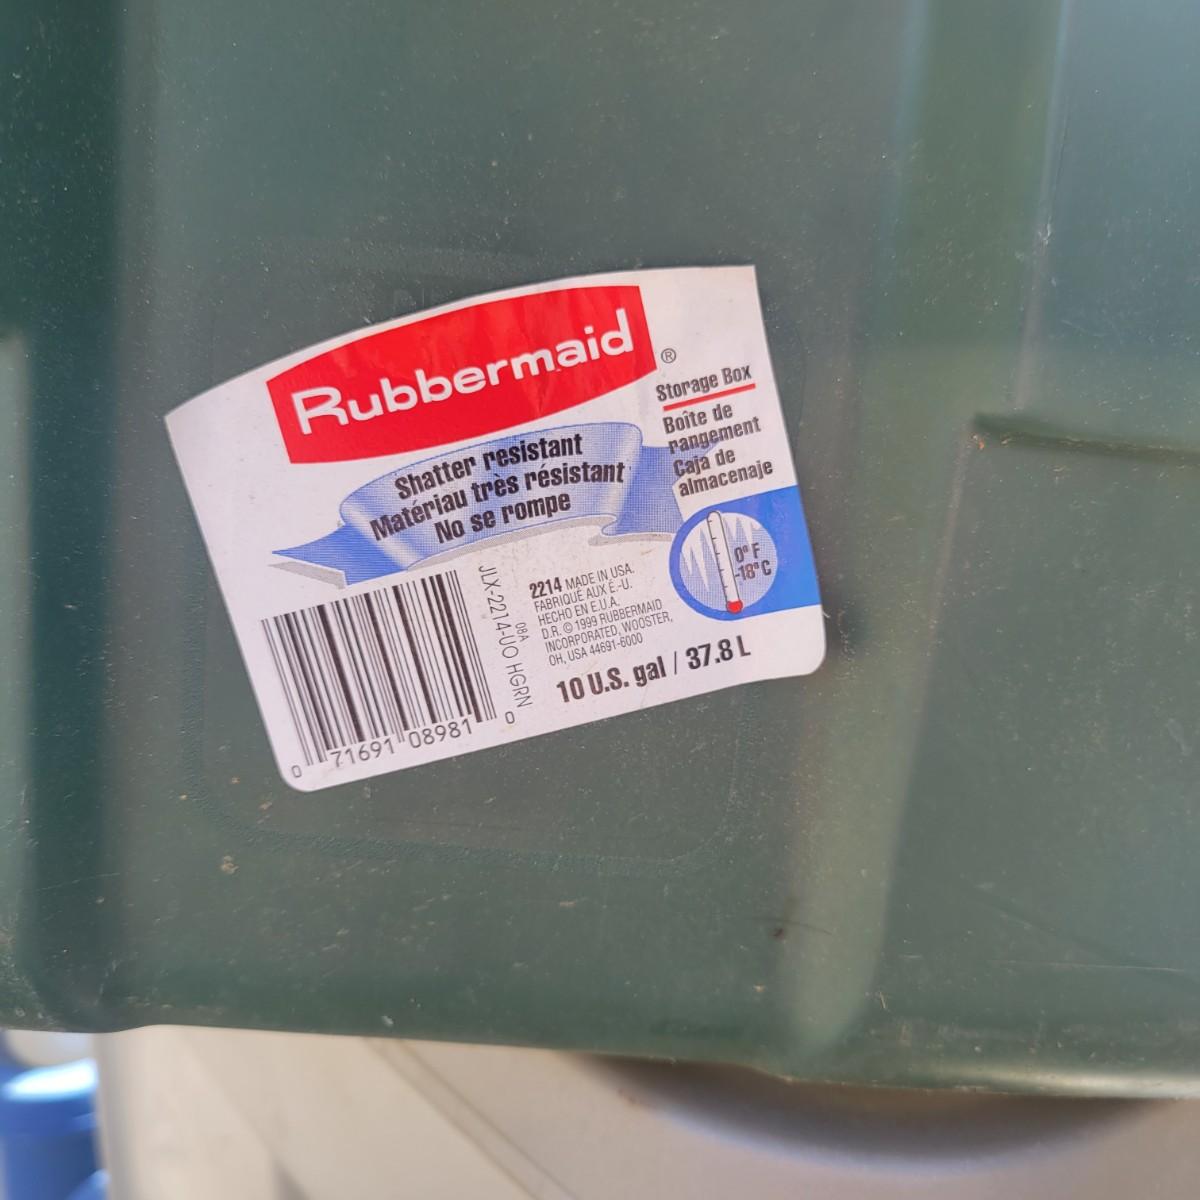 Rubbermaid
®
Shatter resistant
Matériau très résistant
No se rompe
Storage Box
Boîte de
rangement
Caja de
almacenaje
0° F
-18°C
2214 MADE IN USA.
FABRIQUÉ AUX É.-U.
HECHO EN E.U.A.
D.R. © 1999 RUBBERMAID
INCORPORATED, WOOSTER,
OH, USA 44691-6000
10 U.S. gal / 37.8 L
JLX-2214-UO HGRN
08A
0 71691 08981 0